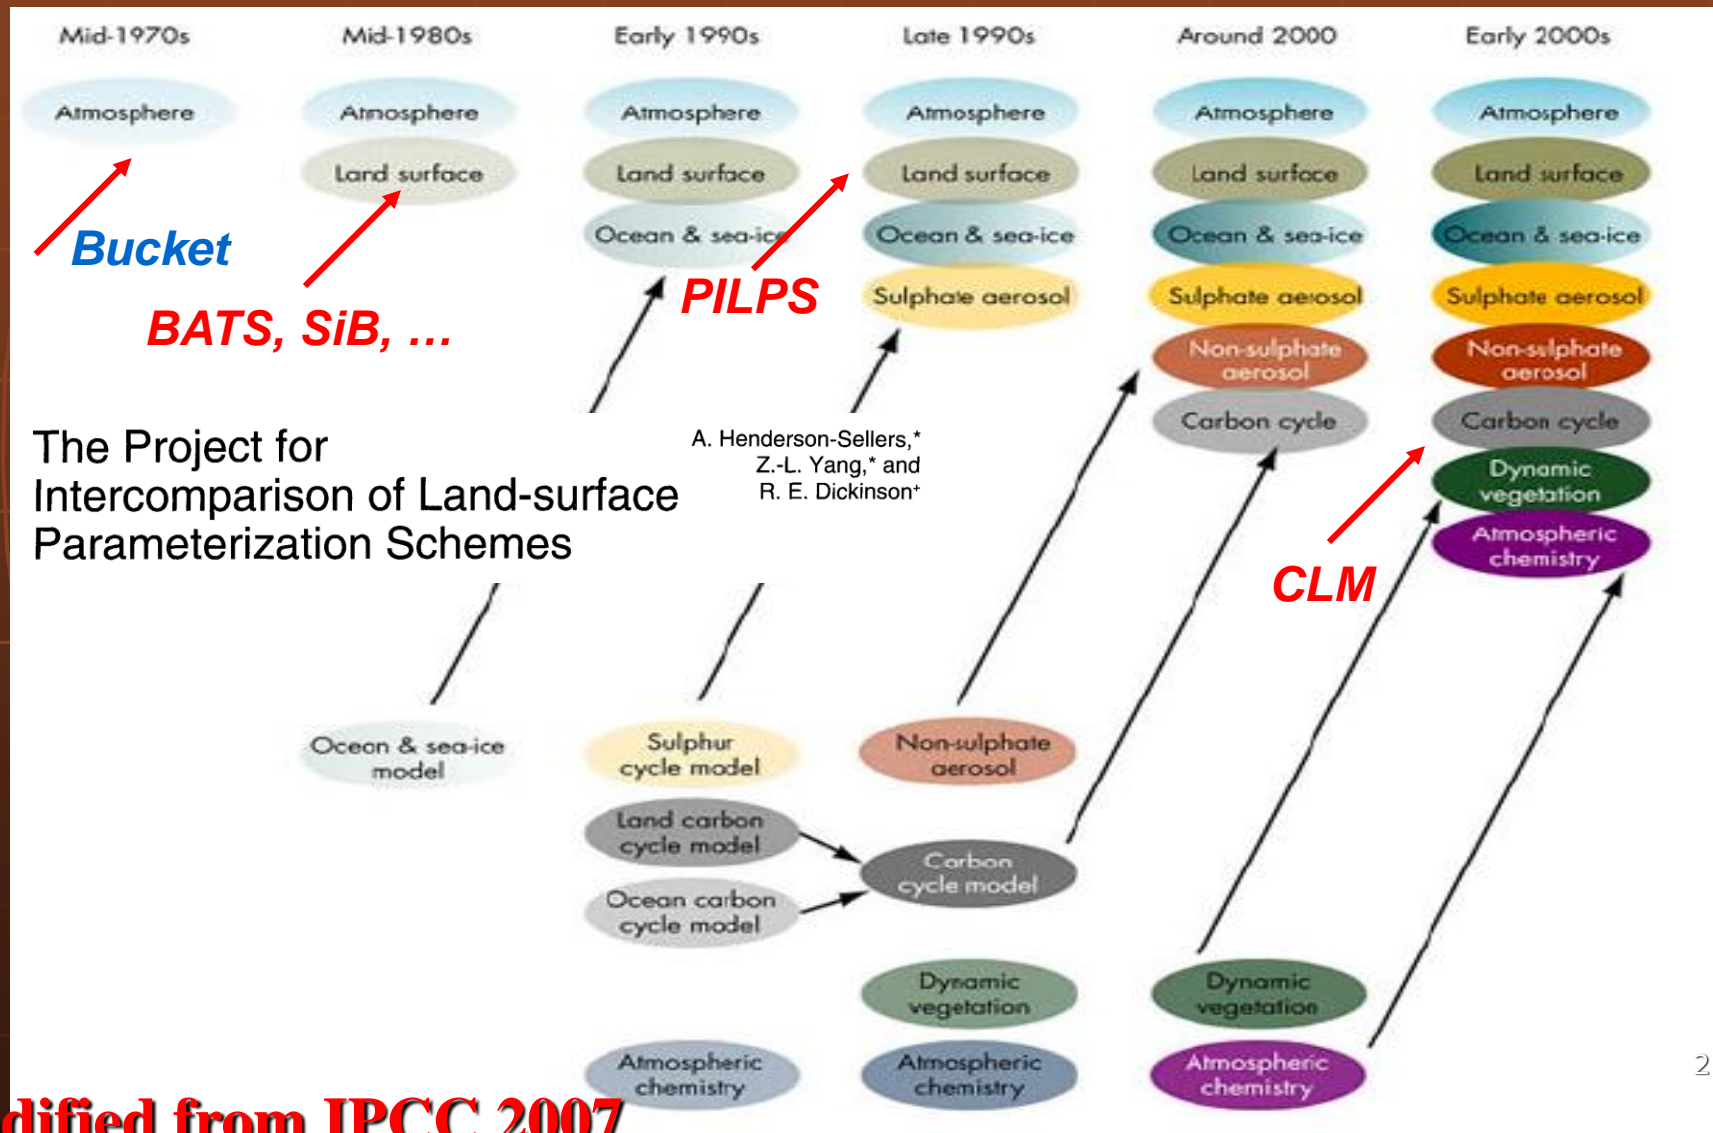 Mid-1970s
Mid-1980s
Early 1990s
Late 1990s
Around 2000
Early 2000s
Atmosphere
Atmosphere
Atmosphere
Atmosphere
Atmosphere
Atmosphere
Land surface
Land surface
Land surface
Land surface
Land surface
Bucket
Ocean & sea-ice
Ocean & sea-ice
Ocean & sea-ice
Ocean & sea-ice
BATS, SiB, …
PILPS
Sulphate aerosol
Sulphate aerosol
Sulphate aerosol
Non-sulphate
aerosol
Non-sulphate
aerosol
Carbon cycle
Carbon cycle
The Project for
Intercomparison of Land-surface
Parameterization Schemes
A. Henderson-Sellers,*
Z.-L. Yang,* and
R. E. Dickinson+
Dynamic
vegetation
Atmospheric
chemistry
CLM
Ocean & sea-ice
model
Sulphur
cycle model
Non-sulphate
aerosol
Land carbon
cycle model
Carbon
cycle model
Ocean carbon
cycle model
Dynamic
vegetation
Dynamic
vegetation
Atmospheric
chemistry
Atmospheric
chemistry
Atmospheric
chemistry
2
dified from IPCC 2007